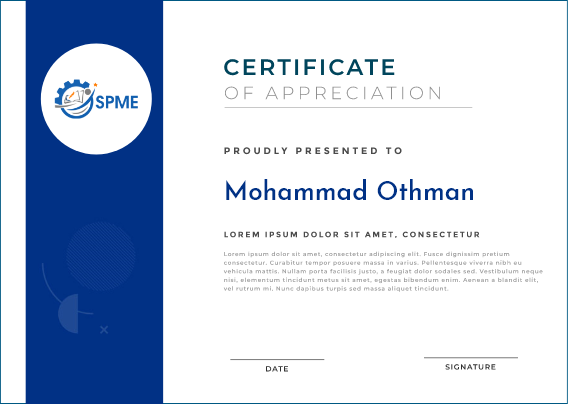 SPME
CERTIFICATE
OF APPRECIATION
PROUDLY PRESENTED TO
Mohammad Othman
LOREM IPSUM DOLOR SIT AMET, CONSECTETUR
Lorem ipsum dolor sit amet, consectetur adipiscing elit. Fusce dignissim pretium
consectetur. Curabitur tempor posuere massa in varius. Pellentesque viverra nibh eu
vehicula mattis. Nullam porta facilisis justo, a feugiat dolor sodales sed. Vestibulum neque
nisi, elementum tincidunt metus sit amet, egestas bibendum enim. Aenean a blandit elit,
vel rutrum mi. Nunc dapibus turpis sed massa aliquet tincidunt.
DATE
SIGNATURE